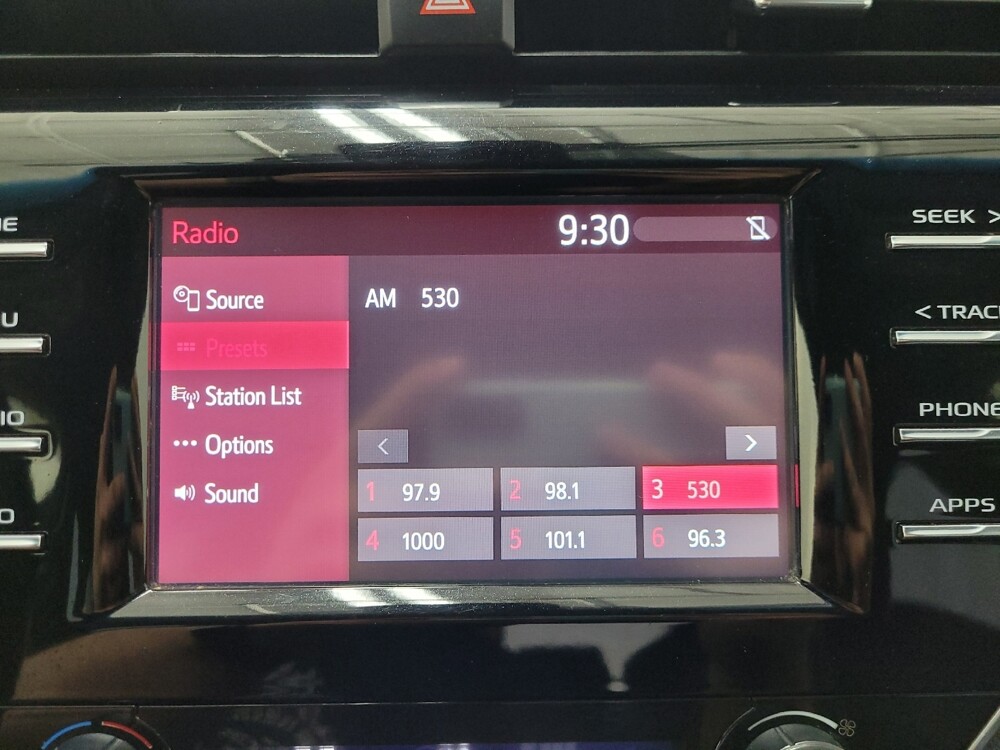 Radio 9:30
Source
Presets
Station List
Options
Sound
AM 530
<
>
1 97.9
2 98.1
3 530
4 1000
5 101.1
6 96.3
SEEK >
< TRAC
PHONE
APPS
E
U
IO
O